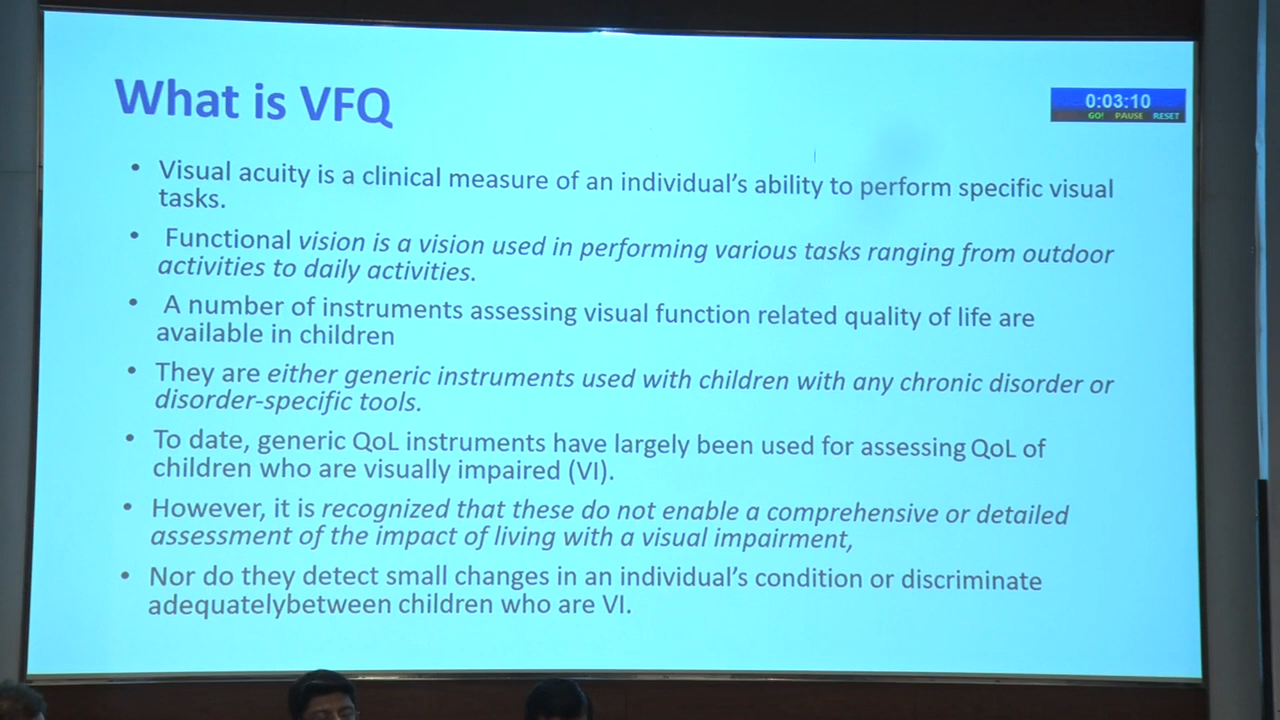 What is VFQ
0:03:10
GO! PAUSE RESET
• Visual acuity is a clinical measure of an individual's ability to perform specific visual
tasks.
• Functional vision is a vision used in performing various tasks ranging from outdoor
activities to daily activities.
• A number of instruments assessing visual function related quality of life are
available in children
• They are either generic instruments used with children with any chronic disorder or
disorder-specific tools.
• To date, generic QoL instruments have largely been used for assessing QoL of
children who are visually impaired (VI).
• However, it is recognized that these do not enable a comprehensive or detailed
assessment of the impact of living with a visual impairment,
• Nor do they detect small changes in an individual's condition or discriminate
adequatelybetween children who are VI.